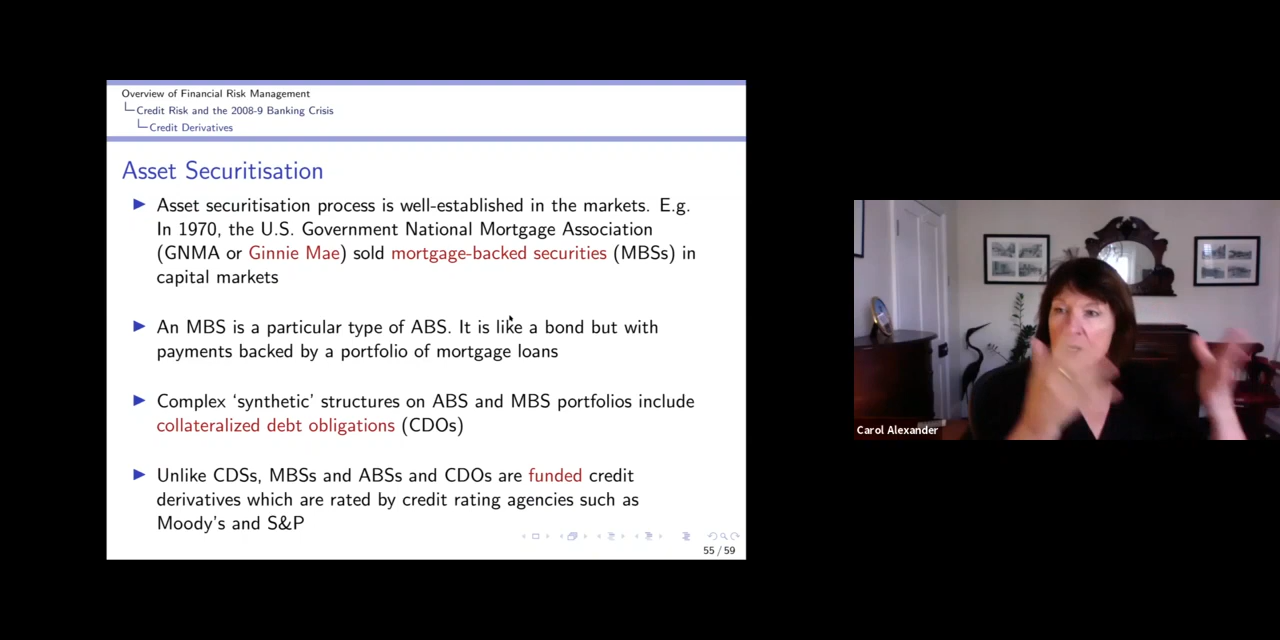 Overview of Financial Risk Management
Credit Risk and the 2008-9 Banking Crisis
Credit Derivatives
Asset Securitisation
Asset securitisation process is well-established in the markets. E.g.
In 1970, the U.S. Government National Mortgage Association
(GNMA or Ginnie Mae) sold mortgage-backed securities (MBSs) in
capital markets
An MBS is a particular type of ABS. It is like a bond but with
payments backed by a portfolio of mortgage loans
Complex ‘synthetic’ structures on ABS and MBS portfolios include
collateralized debt obligations (CDOs)
Unlike CDSs, MBSs and ABSs and CDOs are funded credit
derivatives which are rated by credit rating agencies such as
Moody's and S&P
55 / 59
Carol Alexander